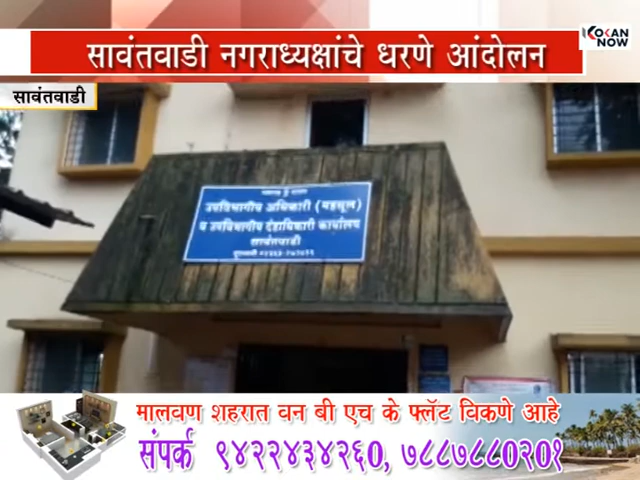 KOKAN
NOW
सावंतवाडी नगराध्यक्षांचे धरणे आंदोलन
सावंतवाडी
उपविभागीय अधिकारी (महसूल)
व उपविभागीय दंडाधिकारी कार्यालय
सावंतवाडी
मालवण शहरात वन बी एच के फ्लॅट विकणे आहे
संपर्क ९४२२४३४२६०, ७८८७८८०२०१